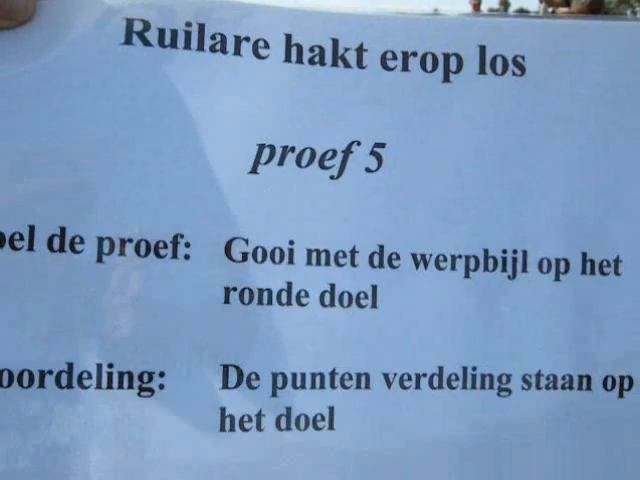 Ruilare hakt erop los
proef 5
oel de proef: Gooi met de werpbijl op het
ronde doel
oordeling: De punten verdeling staan op
het doel